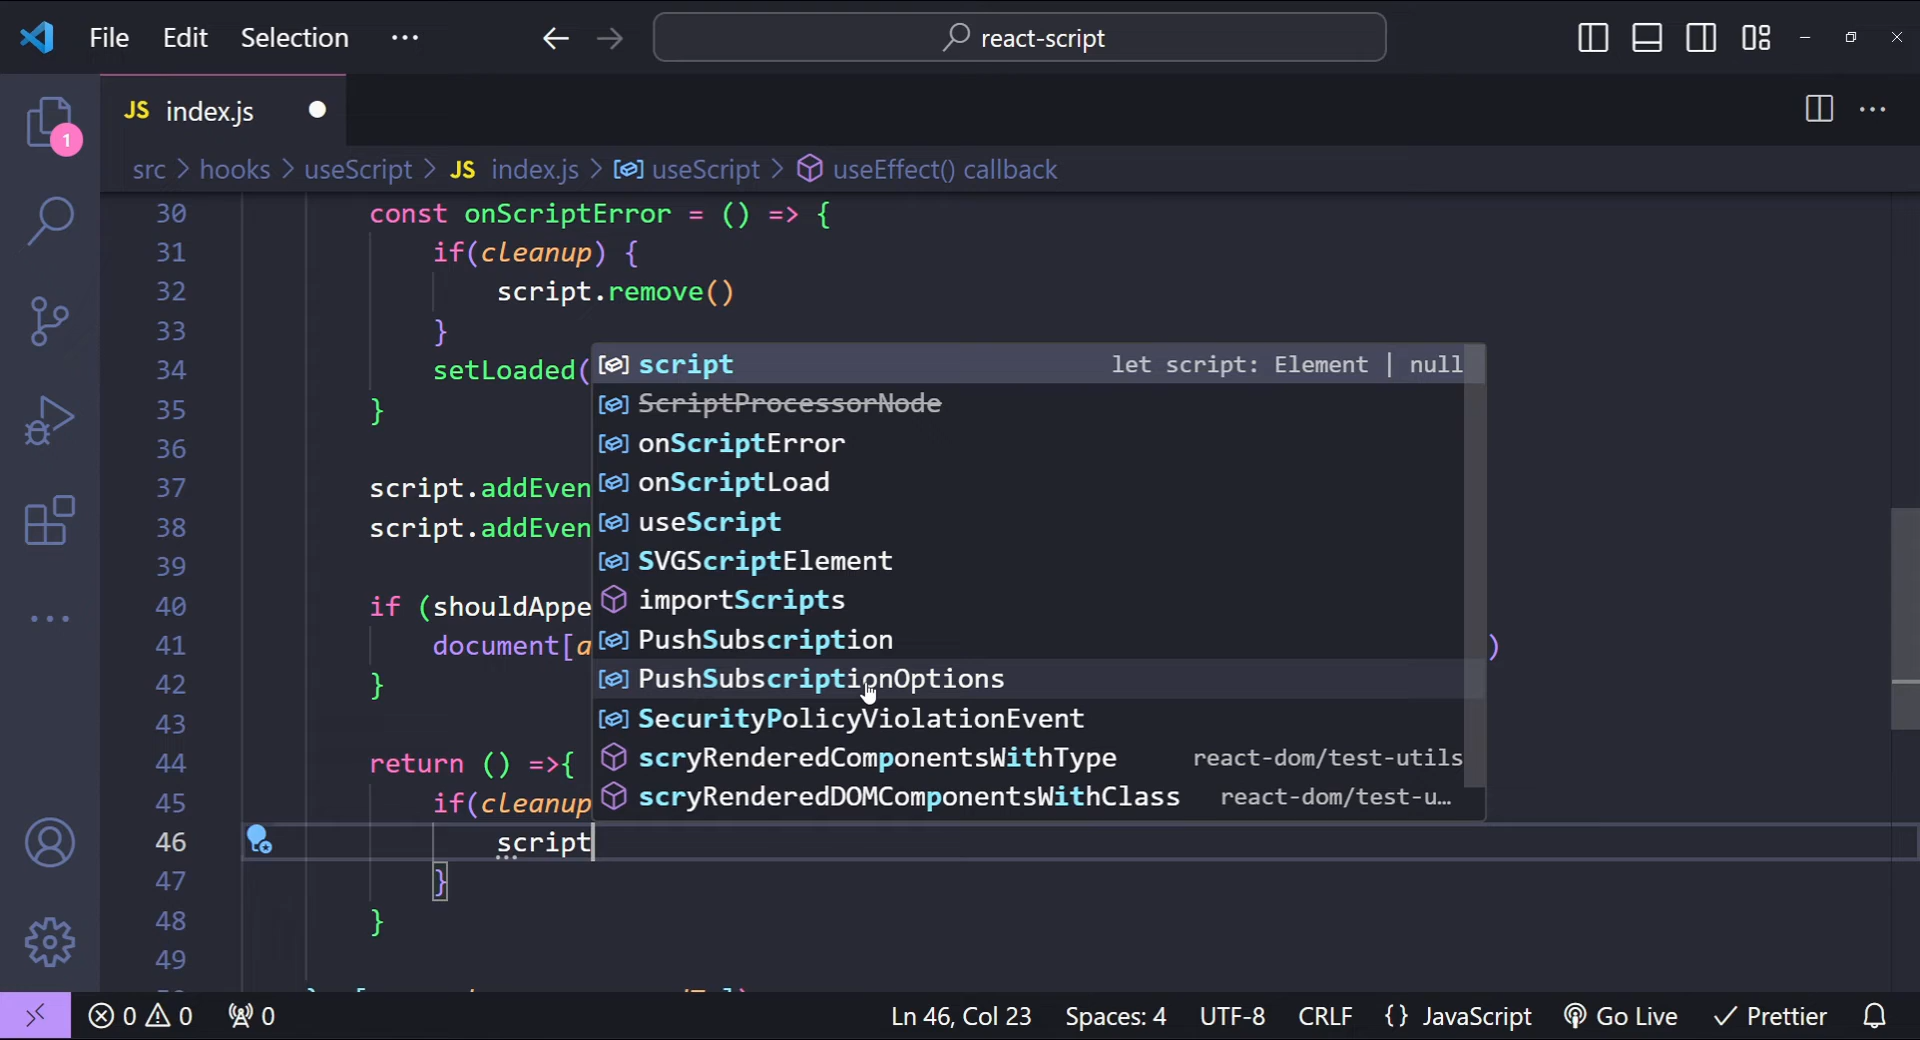 File Edit Selection ··· react-script
JS index.js
1
src > hooks > useScript > JS index.js > useScript > useEffect() callback
30 const onScriptError = () => {
31 if(cleanup) {
32 script.remove()
33 }
34 setLoaded(
35 }
36
37 script.addEven
38 script.addEven
39
40 if (shouldAppe
41 document[a )
42 }
43
44 return () =>{
45 if(cleanup
46 script
47 }
48 }
49
script let script: Element | null
ScriptProcessorNode
onScriptError
onScriptLoad
useScript
SVGScriptElement
importScripts
PushSubscription
PushSubscriptionOptions
SecurityPolicyViolationEvent
scryRenderedComponentsWithType react-dom/test-utils
scryRenderedDOMComponentsWithClass react-dom/test-u...
0 0 0 Ln 46, Col 23 Spaces: 4 UTF-8 CRLF {} JavaScript Go Live Prettier